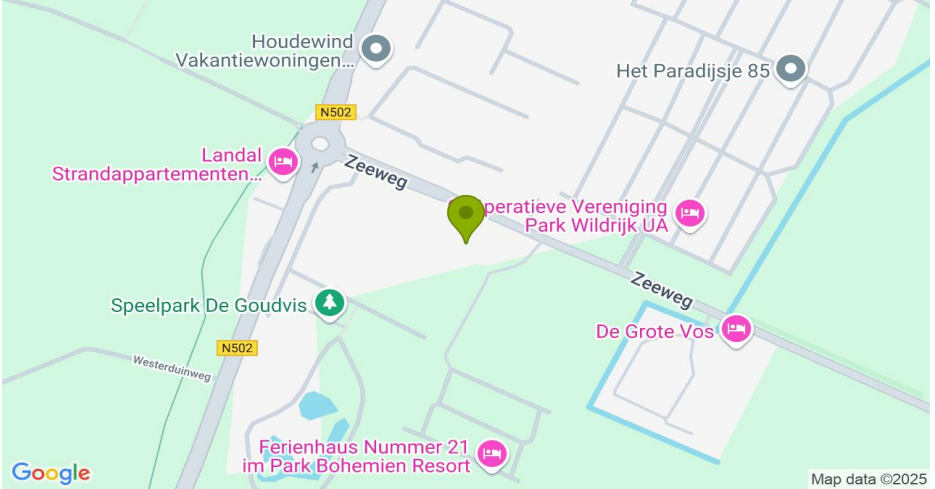 Houdewind
Vakantiewoningen...
Het Paradijsje 85
N502
Landal
Strandappartementen...
Zeeweg
peratieve Vereniging
Park Wildrijk UA
Zeeweg
Speelpark De Goudvis
De Grote Vos
N502
Westerduinweg
Ferienhaus Nummer 21
im Park Bohemien Resort
Google
Map data ©2025